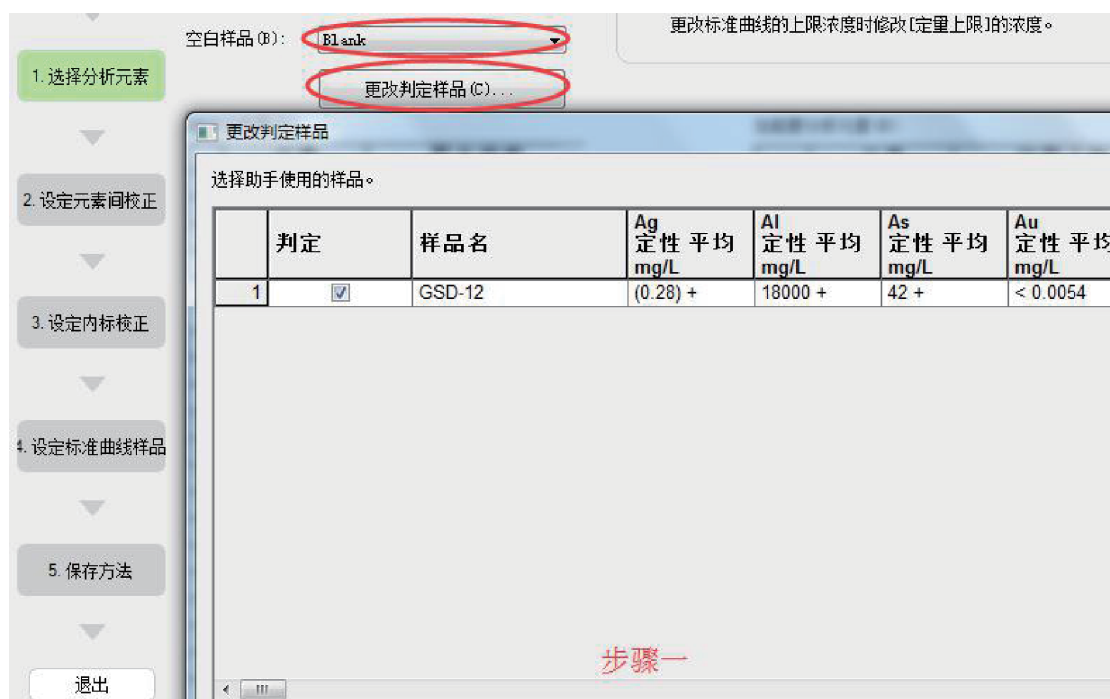 空白样品(B):
Blank
更改标准曲线的上限浓度时修改[定量上限]的浓度。
更改判定样品(C)...
1.选择分析元素
2.设定元素间校正
3.设定内标校正
4.设定标准曲线样品
5.保存方法
退出
更改判定样品
选择助手使用的样品。
判定 样品名 Ag 定性 平均 mg/L Al 定性 平均 mg/L As 定性 平均 mg/L Au 定性 平均 mg/L
1 GSD-12 (0.28) + 18000 + 42 + < 0.0054
步骤一